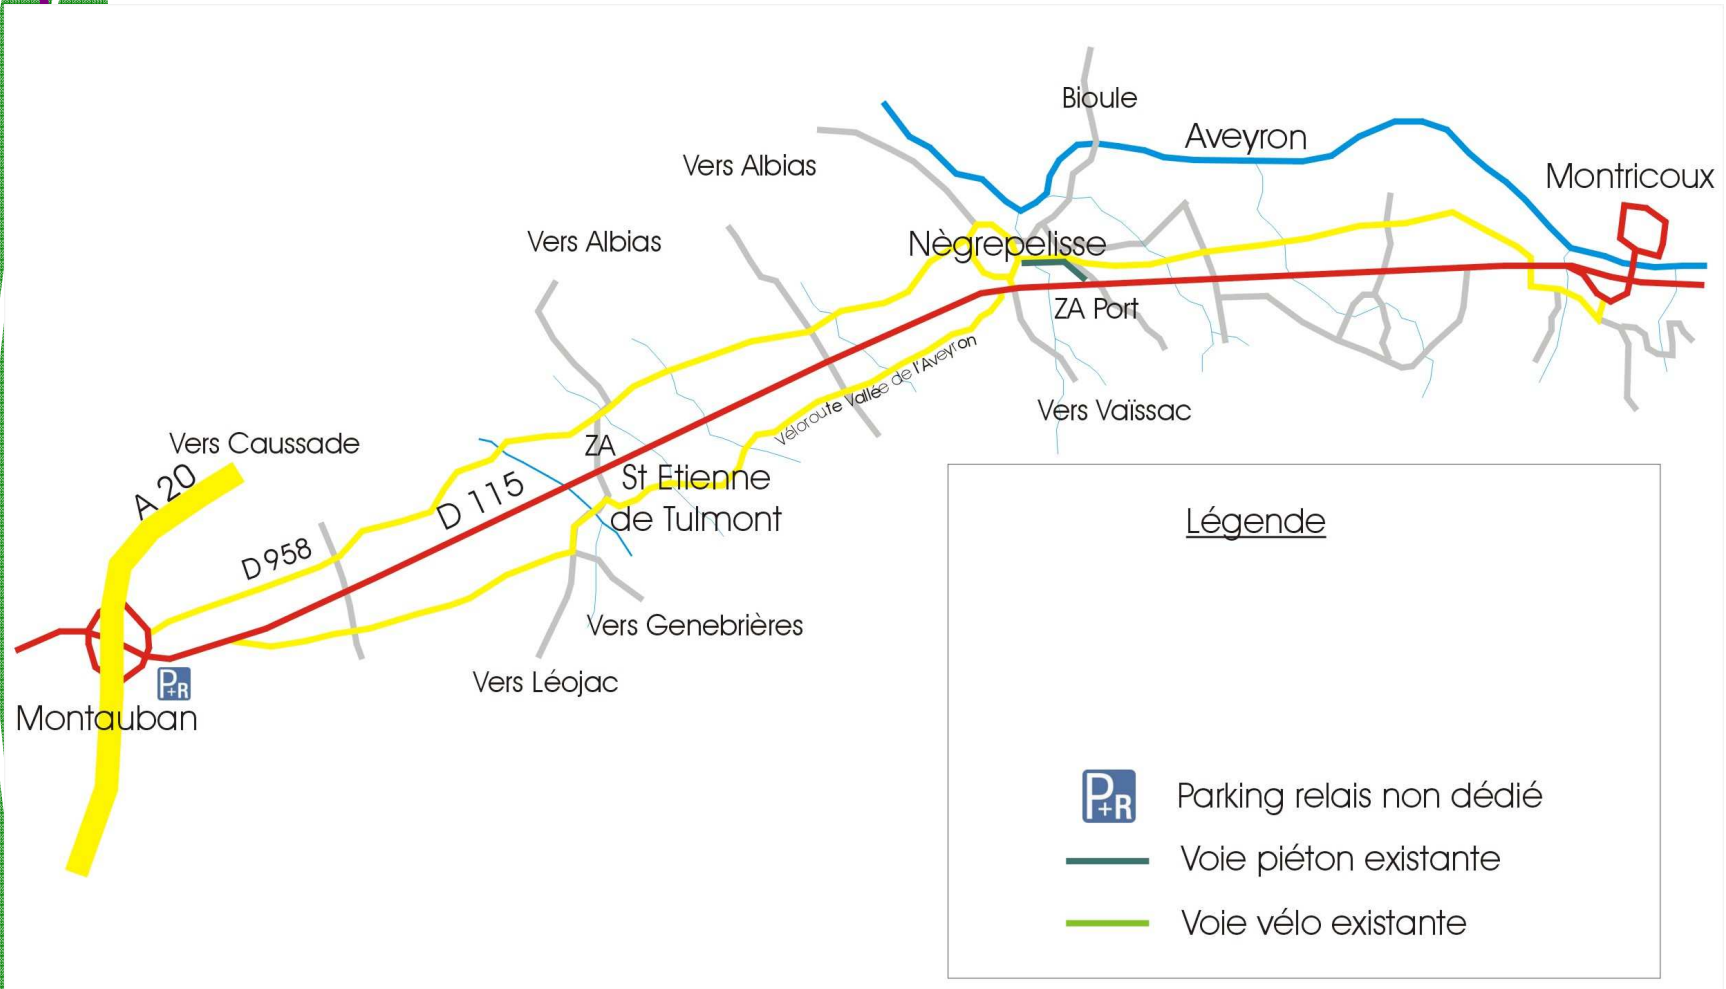 Bioule
Aveyron
Vers Albias
Montricoux
Vers Albias
Nègrepelisse
ZA Port
Véloroute Vallée de l'Aveyron
Vers Vaïssac
Vers Caussade
A 20
ZA
St Etienne
de Tulmont
D 115
D958
Vers Genebrières
Vers Léojac
P+R
Montauban
Légende
P+R
Parking relais non dédié
Voie piéton existante
Voie vélo existante